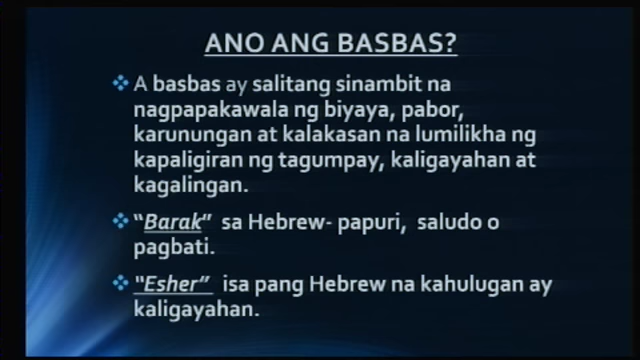 ANO ANG BASBAS?
A basbas ay salitang sinambit na
nagpapakawala ng biyaya, pabor,
karunungan at kalakasan na lumilikha ng
kapaligiran ng tagumpay, kaligayahan at
kagalingan.
"Barak" sa Hebrew- papuri, saludo o
pagbati.
"Esher" isa pang Hebrew na kahulugan ay
kaligayahan.